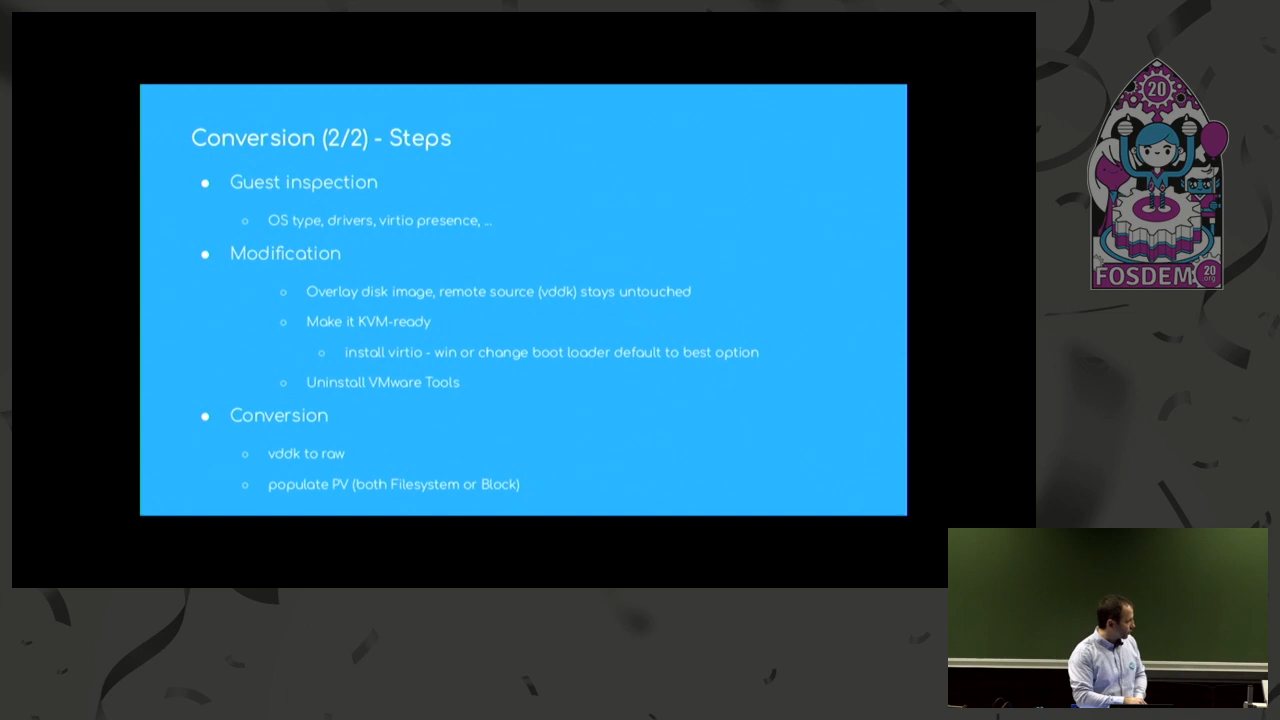 Conversion (2/2) - Steps
● Guest inspection
○ OS type, drivers, virtio presence, ...
● Modification
○ Overlay disk image, remote source (vddk) stays untouched
○ Make it KVM-ready
○ install virtio - win or change boot loader default to best option
○ Uninstall VMware Tools
● Conversion
○ vddk to raw
○ populate PV (both Filesystem or Block)
20
FOSDEM
20
org